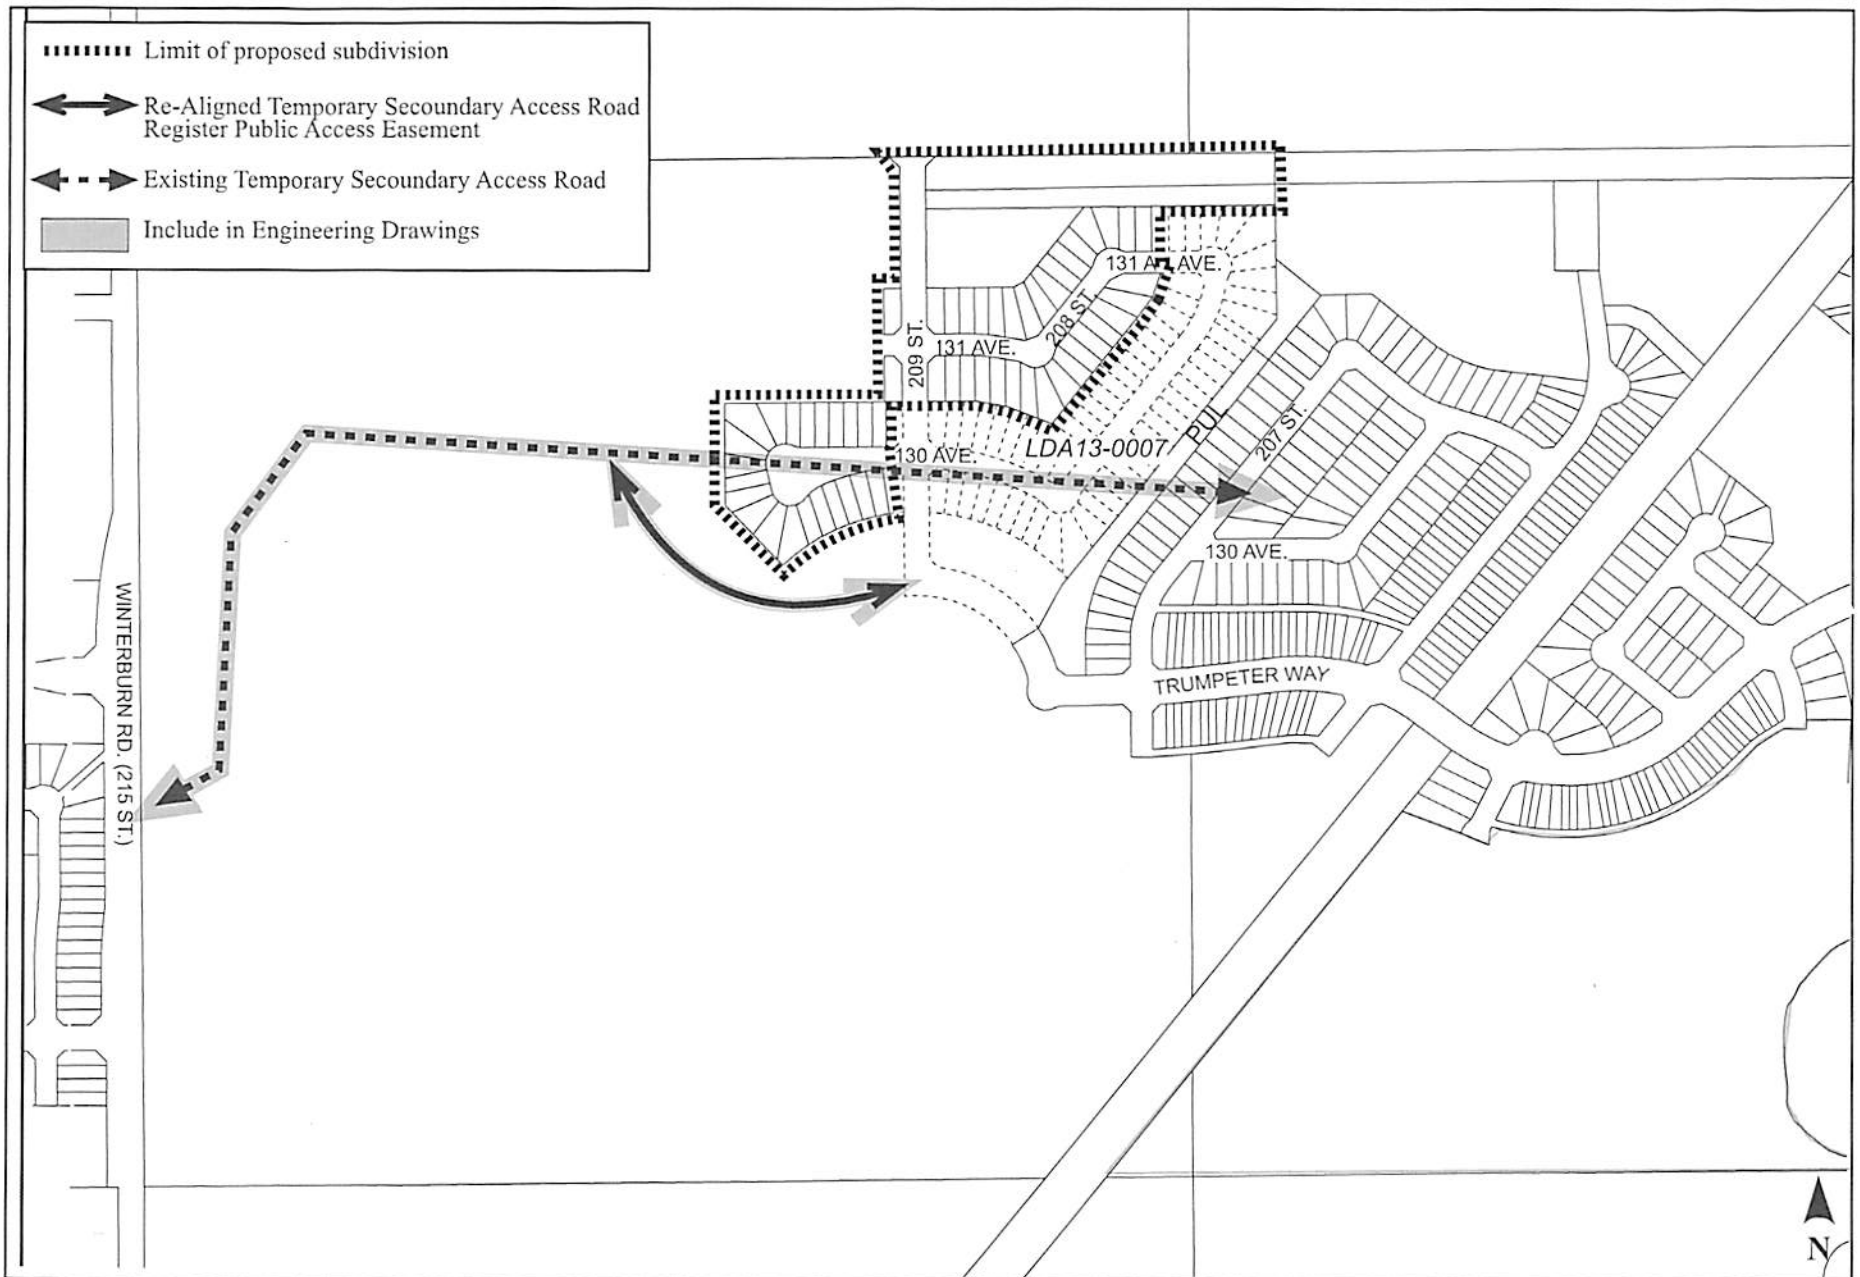 Limit of proposed subdivision
Re-Aligned Temporary Secoundary Access Road
Register Public Access Easement
Existing Temporary Secoundary Access Road
Include in Engineering Drawings
131 AVE.
208 ST.
209 ST.
131 AVE.
130 AVE.
LDA13-0007
PUL
207 ST.
130 AVE.
TRUMPETER WAY
WINTERBURN RD. (215 ST.)
N